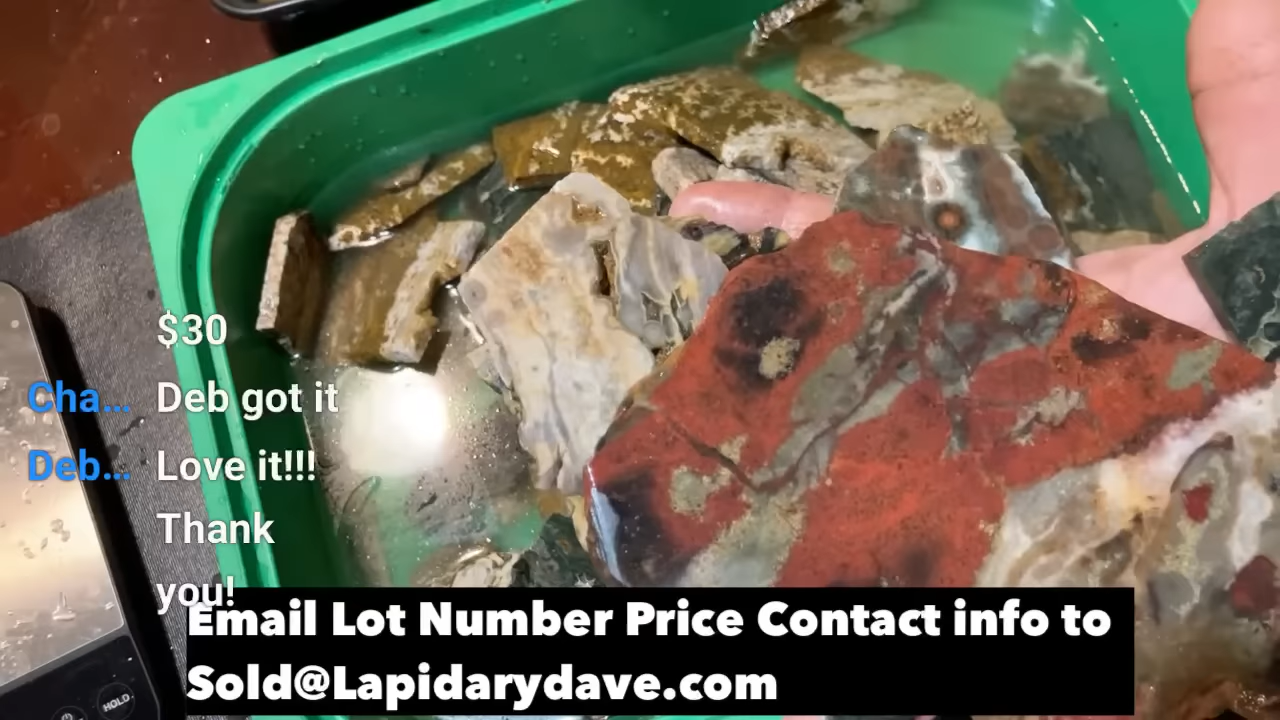 $30
Cha... Deb got it
Deb... Love it!!!
Thank
you!
Email Lot Number Price Contact info to
Sold@Lapidarydave.com
HOLD